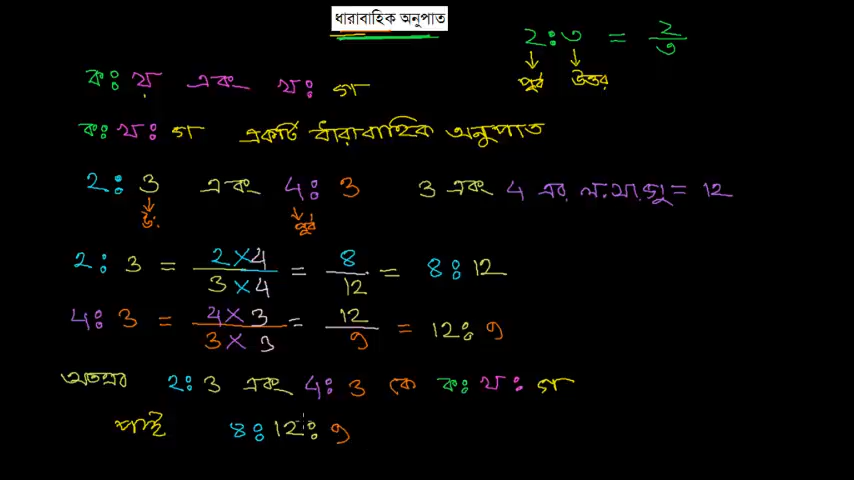 ধারাবাহিক অনুপাত
2:৩ = 2/৩
পূর্ব উত্তর
ক:খ এবং খ: গ
ক:খ: গ একটি ধারাবাহিক অনুপাত
2: 3 এবং 4: 3 3 এবং 4 এর ল.সা.গু = 12
উ: পূর্ব
2: 3 = 2×4/3×4 = 8/12 = 8:12
4: 3 = 4×3/3×3 = 12/9 = 12: 9
অতএব 2:3 এবং 4: 3 কে ক: খ: গ
পাই 8:12: 9